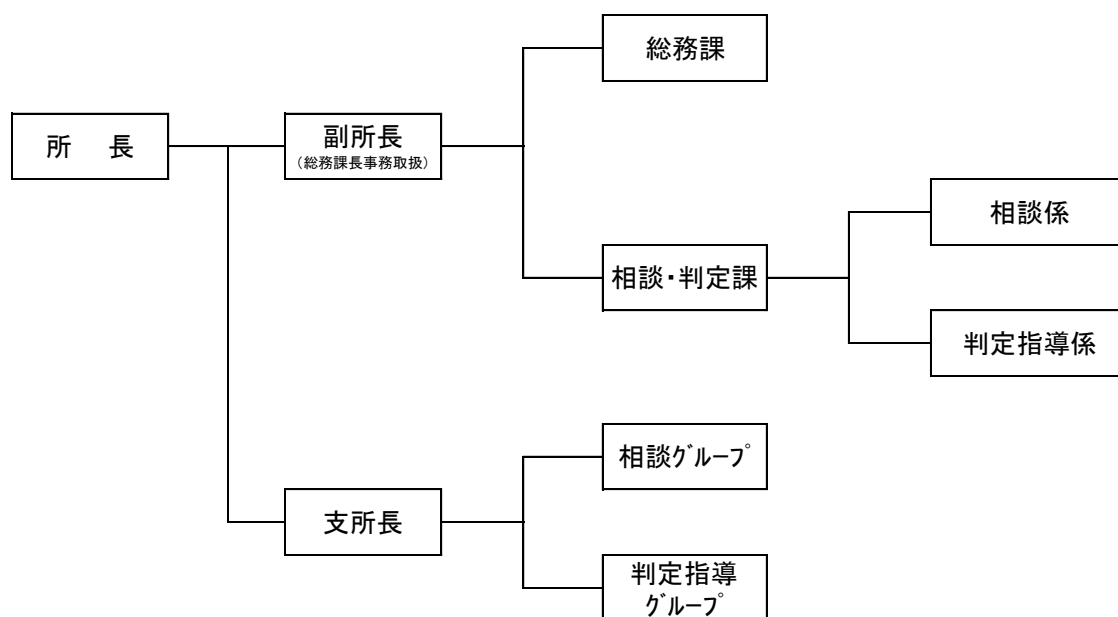 総務課
所　長
副所長
（総務課長事務取扱）
相談係
相談・判定課
判定指導係
相談ｸﾞﾙｰﾌﾟ
支所長
判定指導
ｸﾞﾙｰﾌﾟ